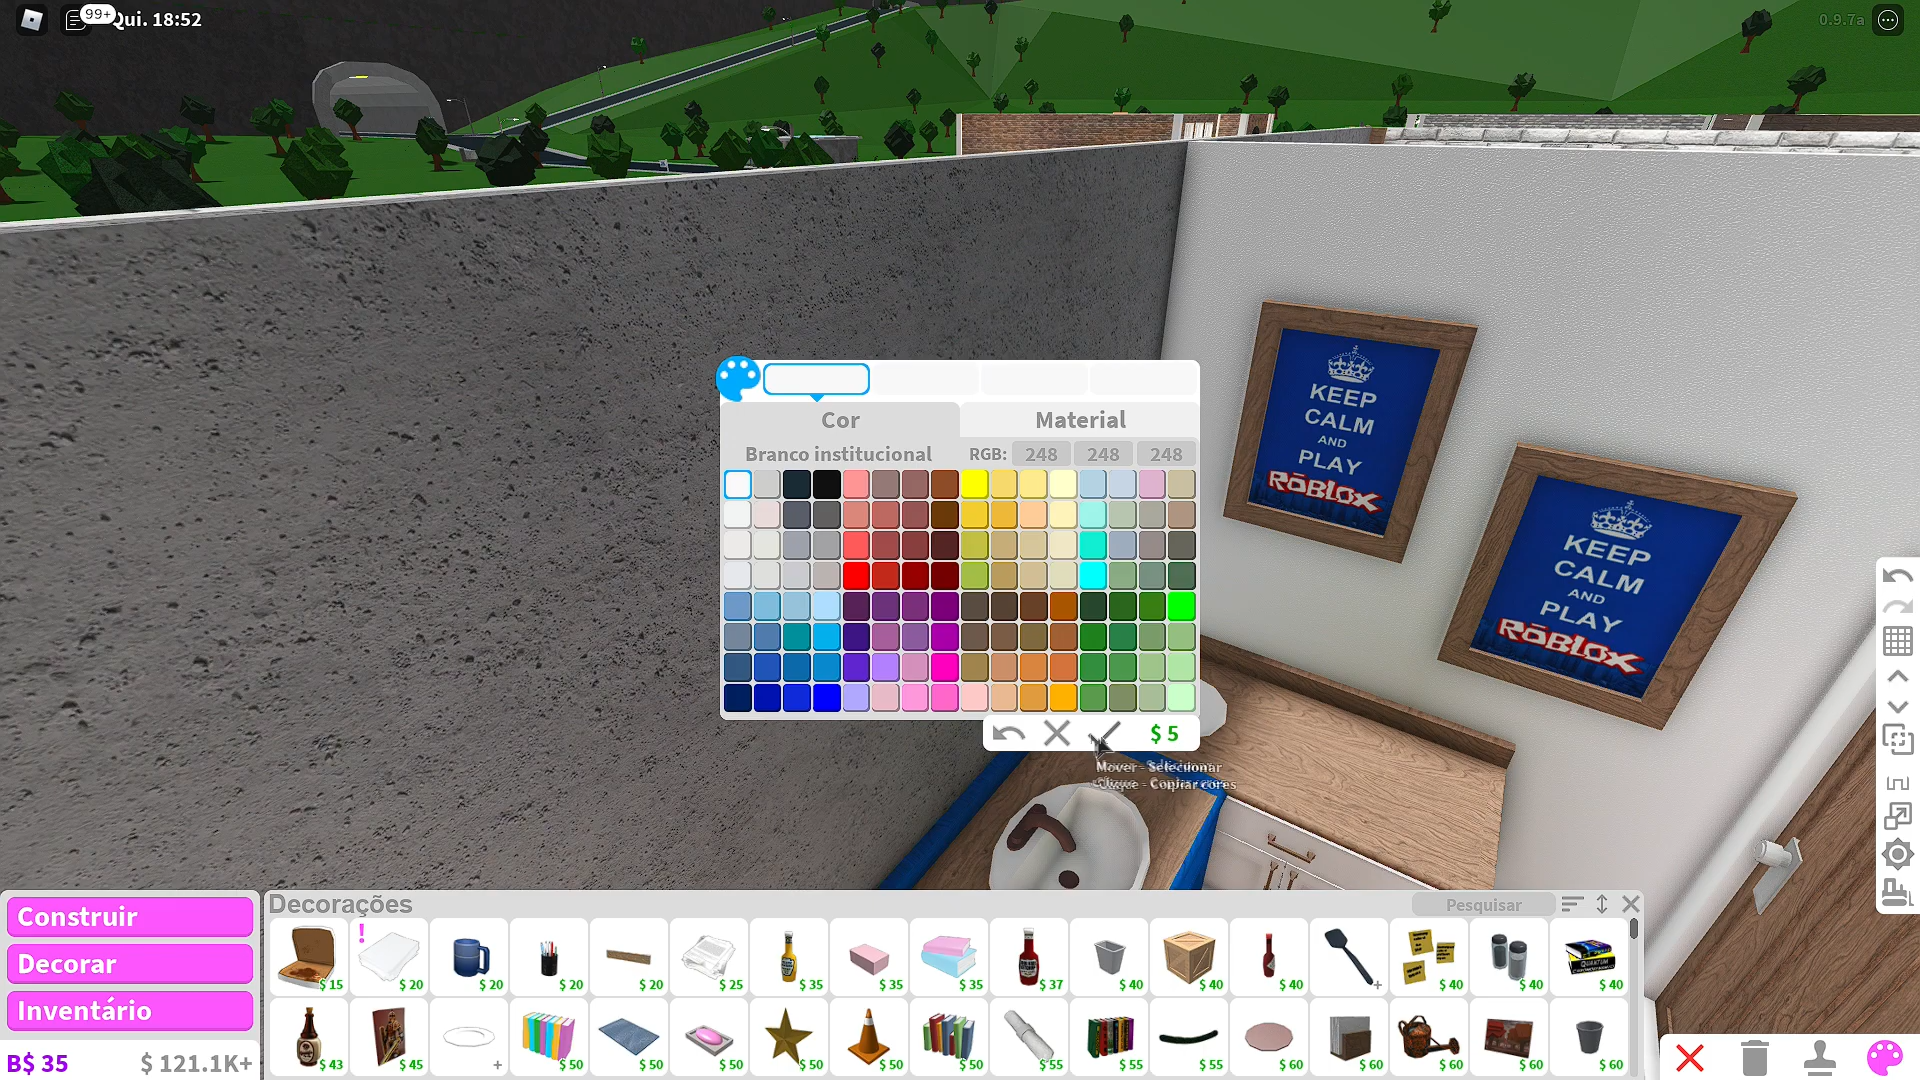 99+
Qui. 18:52
0.9.7a
KEEP
CALM
AND
PLAY
ROBLOX
KEEP
CALM
AND
PLAY
ROBLOX
Cor
Material
Branco institucional
RGB: 248 248 248
$ 5
Mover - Selecionar
Clique - Copiar cores
Construir
Decorar
Inventário
B$ 35
$ 121.1K+
Decorações
Pesquisar
$ 15
!
$ 20
$ 20
$ 20
$ 20
$ 25
$ 35
$ 35
$ 35
$ 37
$ 40
$ 40
$ 40
+
$ 40
$ 40
$ 40
$ 43
$ 45
+
$ 50
$ 50
$ 50
$ 50
$ 50
$ 50
$ 55
$ 55
$ 55
$ 60
$ 60
$ 60
$ 60
$ 60